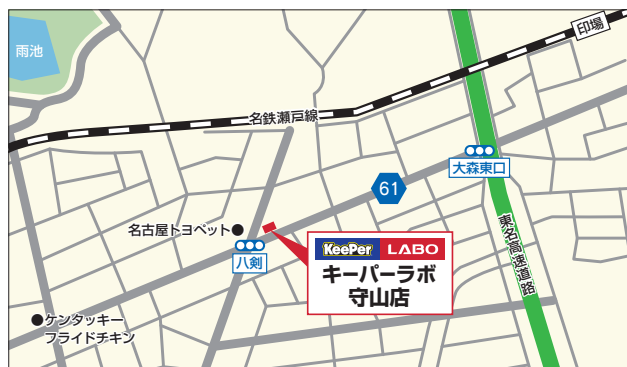 雨池
印場
名鉄瀬戸線
大森東口
61
名古屋トヨペット
八剣
KeePer LABO
キーパーラボ
守山店
東名高速道路
ケンタッキー
フライドチキン